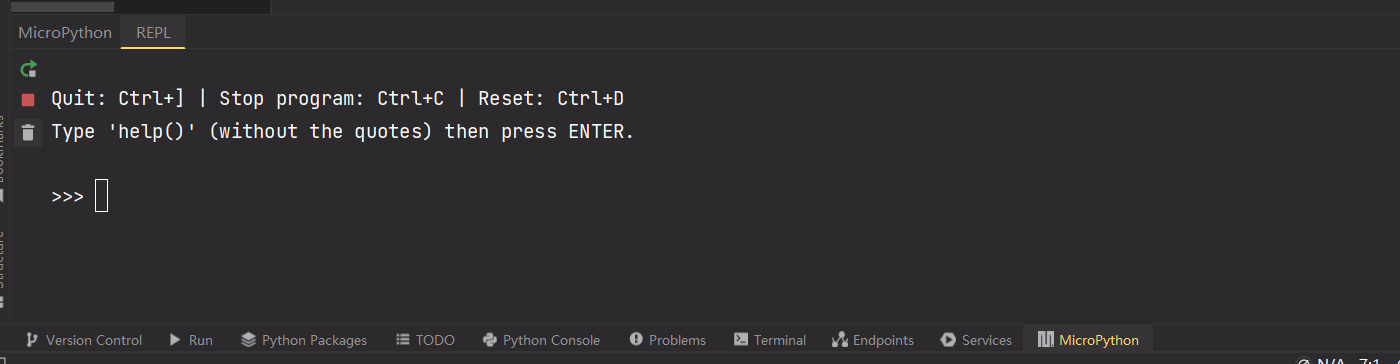 MicroPython REPL
Quit: Ctrl+] | Stop program: Ctrl+C | Reset: Ctrl+D
Type 'help()' (without the quotes) then press ENTER.
>>>
Structure
Version Control Run Python Packages TODO Python Console Problems Terminal Endpoints Services MicroPython
N/A 7:1